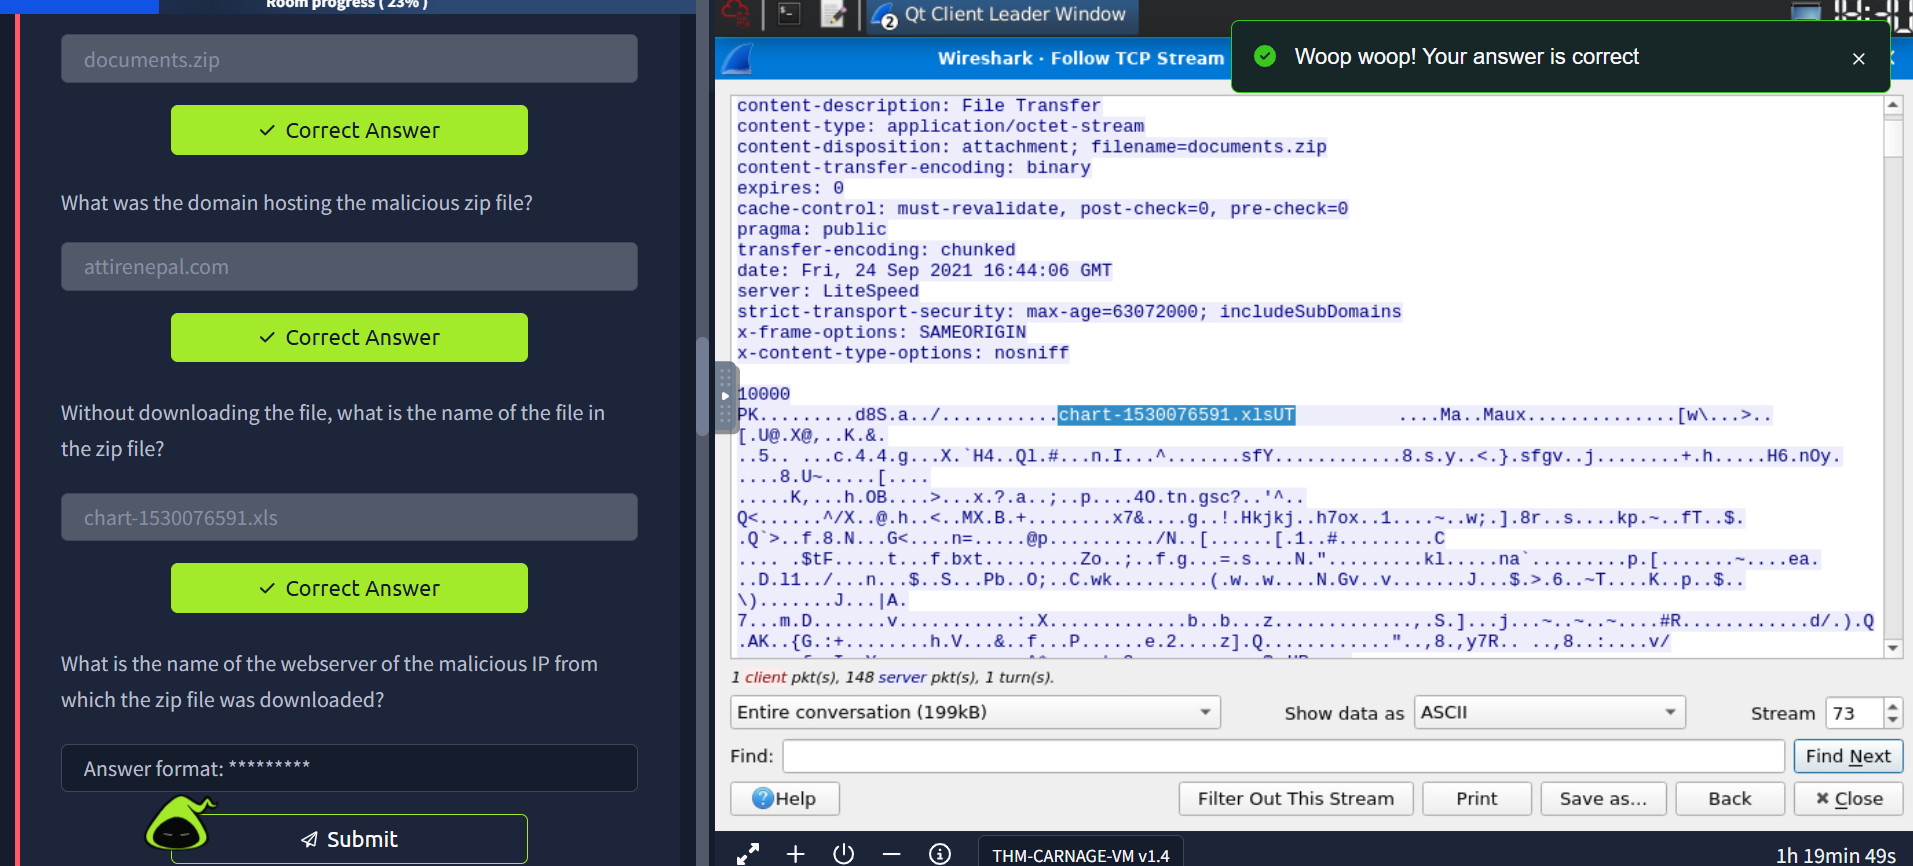 Room progress ( 23% )
documents.zip
Correct Answer
What was the domain hosting the malicious zip file?
attirenepal.com
Correct Answer
Without downloading the file, what is the name of the file in
the zip file?
chart-1530076591.xls
Correct Answer
What is the name of the webserver of the malicious IP from
which the zip file was downloaded?
Answer format: *********
Submit
2 Qt Client Leader Window
Wireshark · Follow TCP Stream
Woop woop! Your answer is correct
content-description: File Transfer
content-type: application/octet-stream
content-disposition: attachment; filename=documents.zip
content-transfer-encoding: binary
expires: 0
cache-control: must-revalidate, post-check=0, pre-check=0
pragma: public
transfer-encoding: chunked
date: Fri, 24 Sep 2021 16:44:06 GMT
server: LiteSpeed
strict-transport-security: max-age=63072000; includeSubDomains
x-frame-options: SAMEORIGIN
x-content-type-options: nosniff
10000
PK.........d8S.a../...........chart-1530076591.xlsUT ....Ma..Maux..............[w\...>..
[.U@.X@,..K.&.
..5.. ...c.4.4.g...X.`H4..Ql.#...n.I...^.......sfY............8.s.y..<.}.sfgv..j........+.h.....H6.nOy.
....8.U~.....[....
.....K,...h.OB....>...x.?.a..;..p....4O.tn.gsc?..'^..
Q<......^/X..@.h..<..MX.B.+........x7&....g..!.Hkjkj..h7ox..1....~..w;.].8r..s....kp.~..fT..$.
.Q`>..f.8.N...G<....n=.....@p........../N..[......[.1..#.........C
.... .$tF.....t...f.bxt.........Zo..;..f.g...=.s....N.".........kl.....na`.........p.[.......~....ea.
..D.l1../...n...$..S...Pb..O;..C.wk.........(.w..w....N.Gv..v.......J...$.>.6..~T....K..p..$..
\).......J...|A.
7...m.D.......v...........:.X.............b..b...z.............,.S.]...j...~..~..~....#R............d/.).Q
.AK..{G.:+........h.V...&..f...P......e.2....z].Q............"..,8.,y7R.. ..,8..:....v/
1 client pkt(s), 148 server pkt(s), 1 turn(s).
Entire conversation (199kB)
Show data as ASCII
Stream 73
Find:
Find Next
Help
Filter Out This Stream
Print
Save as...
Back
Close
THM-CARNAGE-VM v1.4
1h 19min 49s